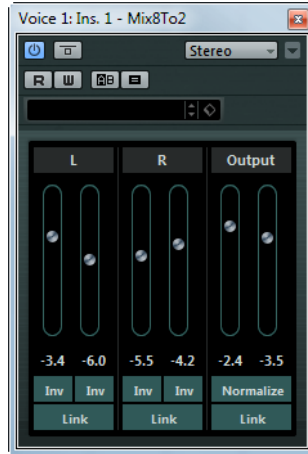 Voice 1: Ins. 1 - Mix8To2
Stereo
R W AB
L R Output
-3.4 -6.0 -5.5 -4.2 -2.4 -3.5
Inv Inv Inv Inv Normalize
Link Link Link